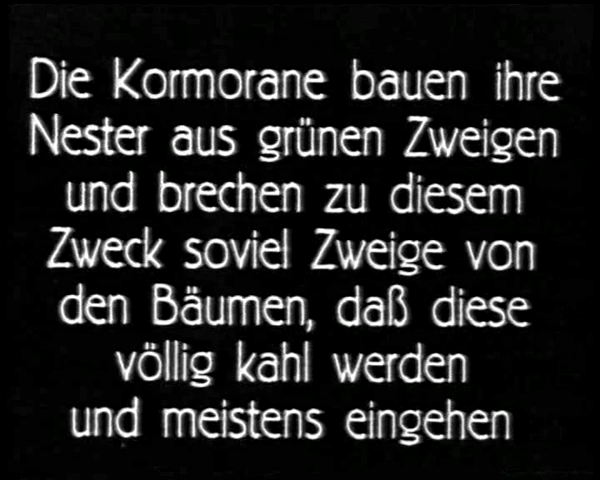 Die Kormorane bauen ihre
Nester aus grünen Zweigen
und brechen zu diesem
Zweck soviel Zweige von
den Bäumen, daß diese
völlig kahl werden
und meistens eingehen